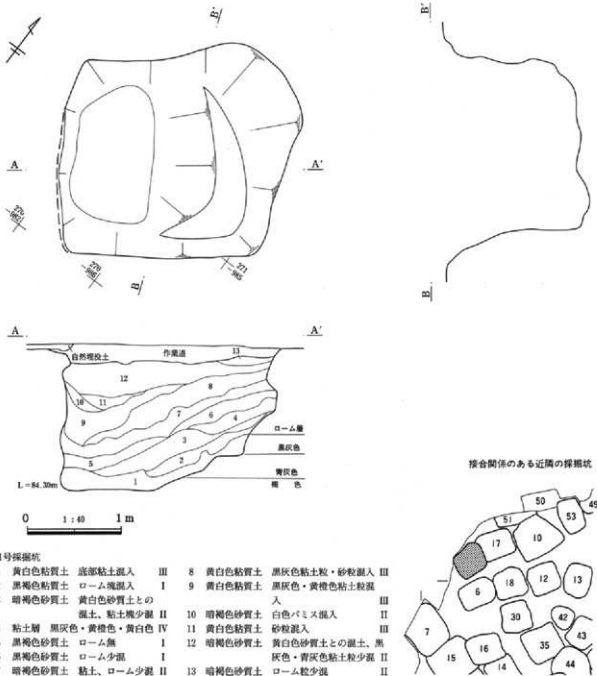 B'
B'
A
A'
276
270
271
-985
B
B
A
A'
自然埋没土
作業道
13
12
8
10
11
7
6
4
9
3
ローム層
黒灰色
5
2
青灰色
L=84.30m
1
褐 色
接合関係のある近隣の採掘坑
0 1:40 1m
50
49
51
53
17
10
6
18
12
13
30
42
7
43
16
35
15
14
44
号採掘坑
黄白色粘質土 底部粘土混入 III
黒褐色粘質土 ローム塊混入 I
暗褐色砂質土 黄白色砂質土との
混土、粘土塊少混 II
粘土層 黒灰色・黄橙色・黄白色 IV
黒褐色砂質土 ローム無 I
黒褐色砂質土 ローム少混 I
暗褐色砂質土 粘土、ローム少混 II
8 黄白色粘質土 黒灰色粘土粒・砂粒混入 III
9 黄白色粘質土 黒灰色・黄橙色粘土粒混
入 III
10 暗褐色砂質土 白色パミス混入 II
11 黄白色粘質土 砂粒混入 III
12 暗褐色砂質土 黄白色砂質土との混土、黒
灰色・青灰色粘土粒少混 II
13 暗褐色砂質土 ローム粒少混 II